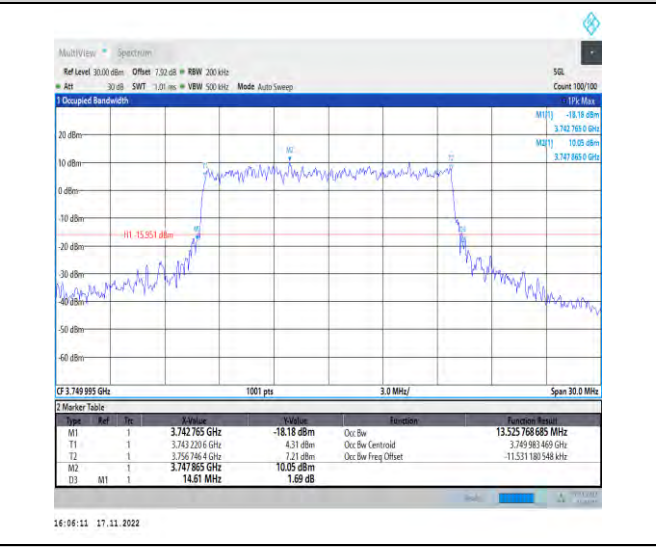 MultiView Spectrum
Ref Level 30.00 dBm Offset 7.92 dB RBW 200 kHz SGL
Att 30 dB SWT 1.01 ms VBW 500 kHz Mode Auto Sweep Count 100/100
1 Occupied Bandwidth 1Pk Max
M1[1] -18.18 dBm
3.742 765 0 GHz
M2[1] 10.05 dBm
3.747 865 0 GHz
20 dBm
M2
T2
10 dBm
T1
0 dBm
-10 dBm
H1 -15.951 dBm
-20 dBm
-30 dBm
-40 dBm
-50 dBm
-60 dBm
CF 3.749 995 GHz 1001 pts 3.0 MHz/ Span 30.0 MHz
2 Marker Table
Type Ref Trc X-Value Y-Value Function Function Result
M1 1 3.742 765 GHz -18.18 dBm Occ Bw 13.525 768 685 MHz
T1 1 3.743 220 6 GHz 4.31 dBm Occ Bw Centroid 3.749 983 469 GHz
T2 1 3.756 746 4 GHz 7.21 dBm Occ Bw Freq Offset -11.531 180 548 kHz
M2 1 3.747 865 GHz 10.05 dBm
D3 M1 1 14.61 MHz 1.69 dB
16:06:11 17.11.2022